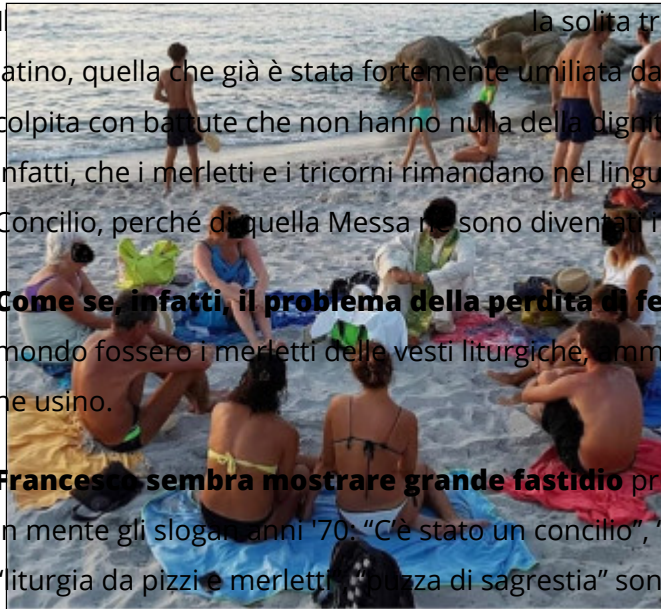 la solita tr
atino, quella che già è stata fortemente umiliata da
colpita con battute che non hanno nulla della dignit
nfatti, che i merletti e i tricorni rimandano nel lingu
Concilio, perché di quella Messa ne sono diventati i
Come se, infatti, il problema della perdita di fe
mondo fossero i merletti delle vesti liturgiche, amm
ne usino.
Francesco sembra mostrare grande fastidio pr
n mente gli slogan anni '70: “C'è stato un concilio”, “
“liturgia da pizzi e merletti”, “puzza di sagrestia” son